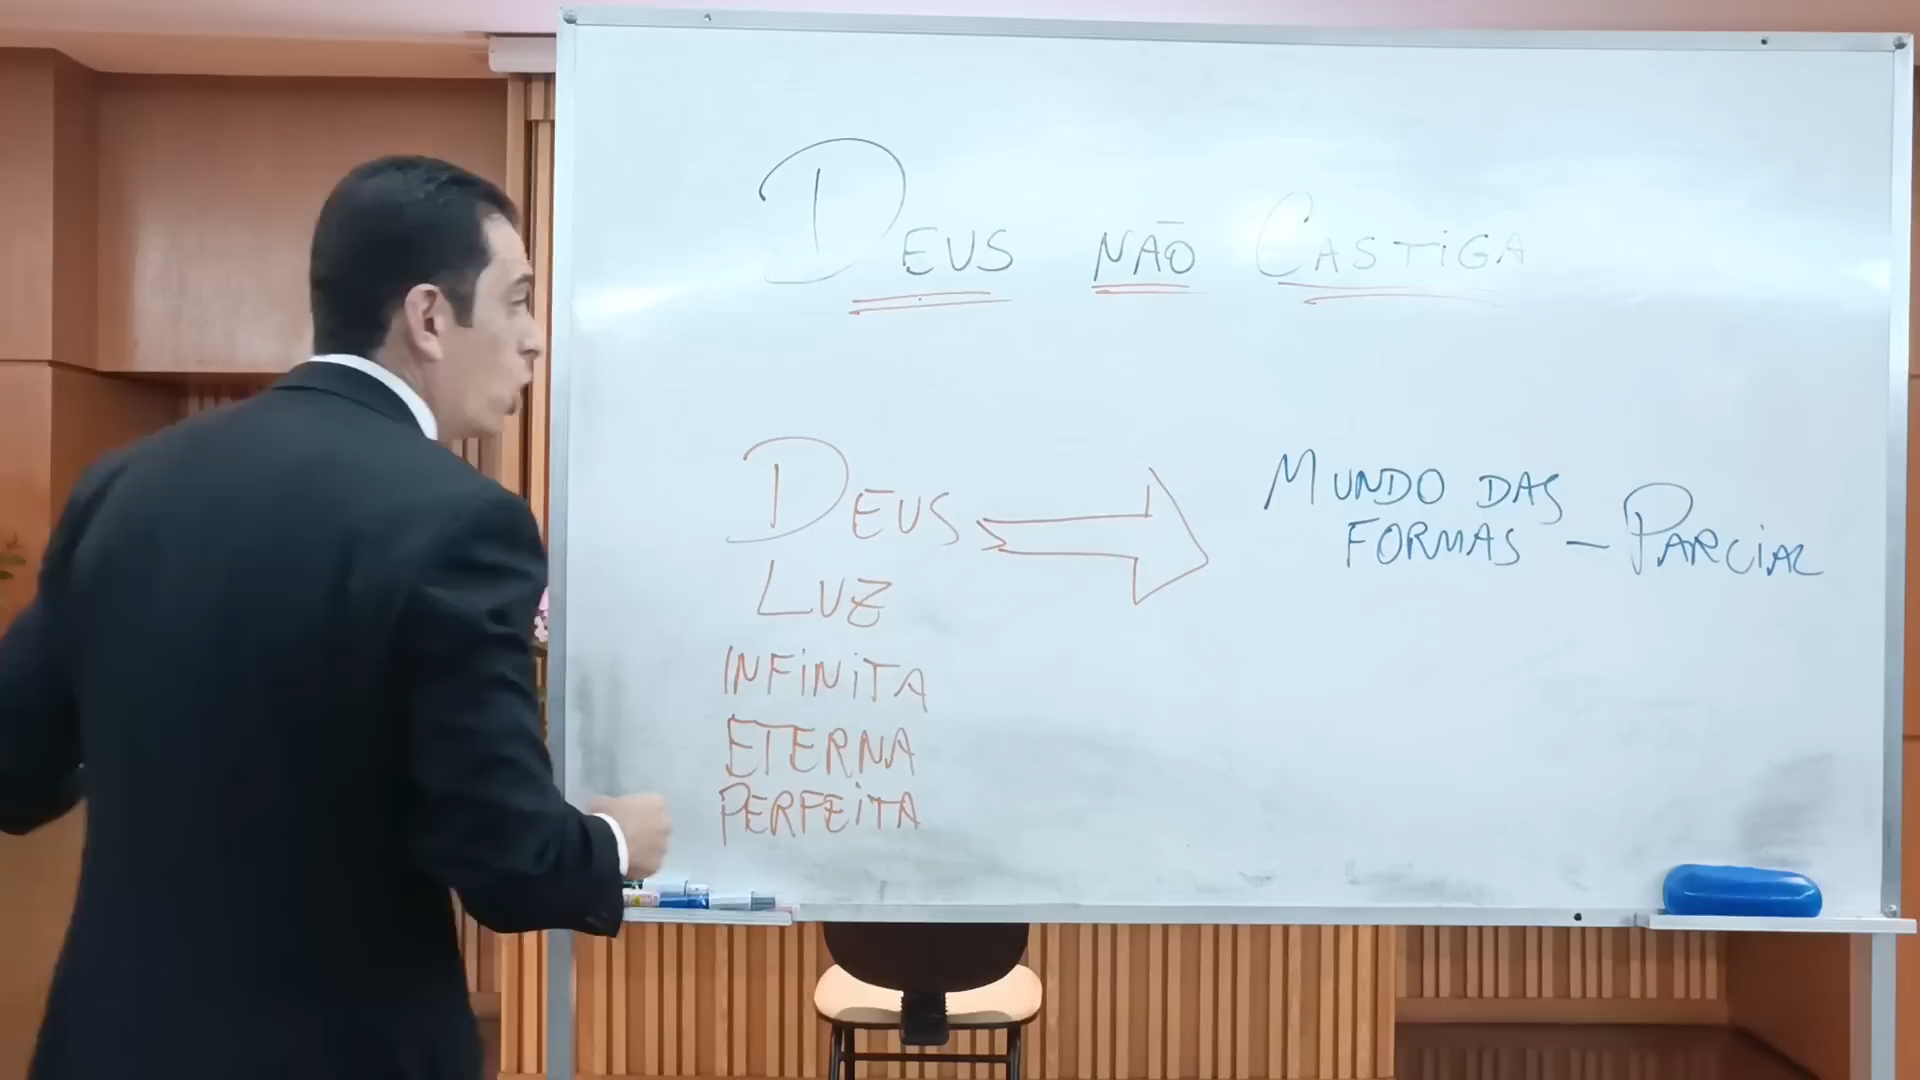 DEUS NÃO CASTIGA
DEUS
LUZ
INFINITA
ETERNA
PERFEITA
MUNDO DAS
FORMAS - PARCIAL